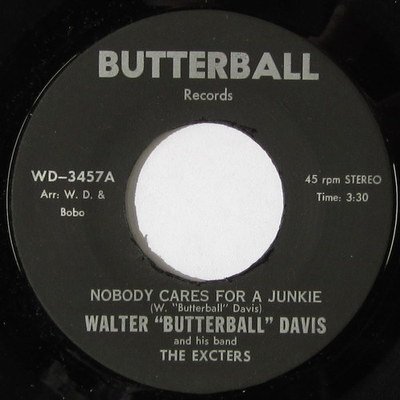 BUTTERBALL
Records
WD-3457A
Arr: W. D. &
Bobo
45 rpm STEREO
Time: 3:30
NOBODY CARES FOR A JUNKIE
(W. "Butterball" Davis)
WALTER "BUTTERBALL" DAVIS
and his band
THE EXCTERS